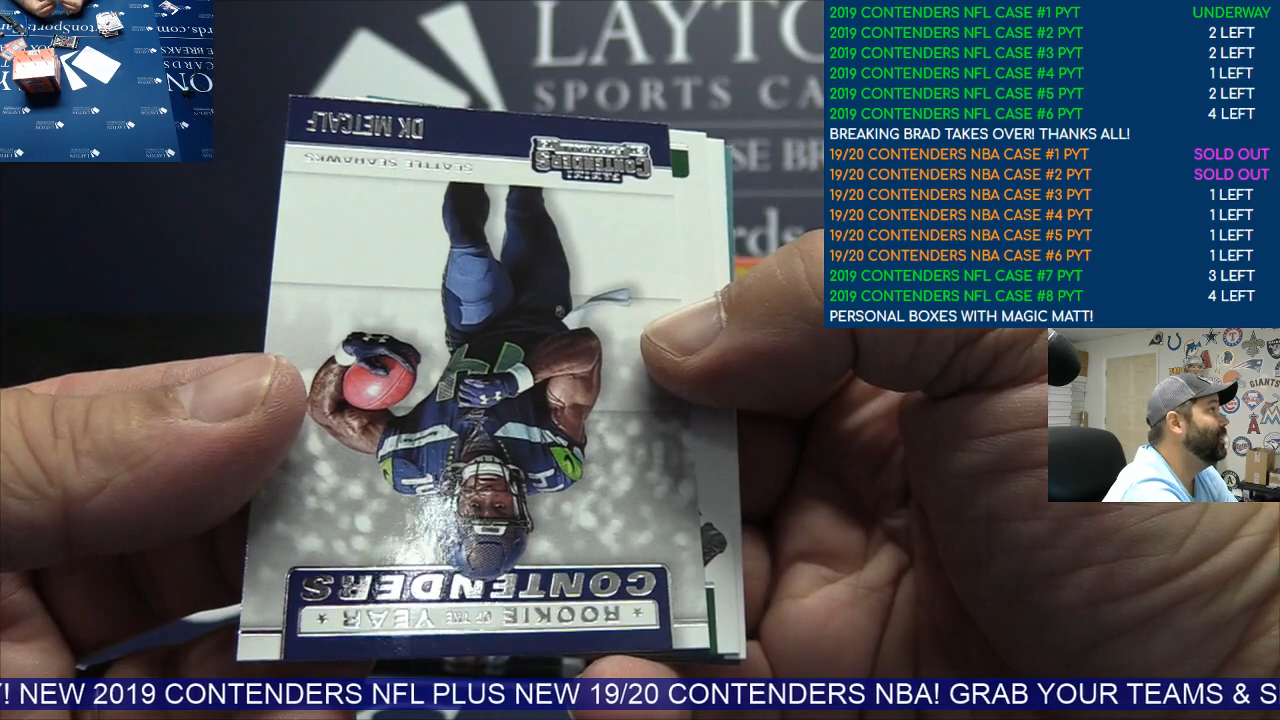 2019 CONTENDERS NFL CASE #1 PYT UNDERWAY
2019 CONTENDERS NFL CASE #2 PYT 2 LEFT
2019 CONTENDERS NFL CASE #3 PYT 2 LEFT
2019 CONTENDERS NFL CASE #4 PYT 1 LEFT
2019 CONTENDERS NFL CASE #5 PYT 2 LEFT
2019 CONTENDERS NFL CASE #6 PYT 4 LEFT
BREAKING BRAD TAKES OVER! THANKS ALL!
19/20 CONTENDERS NBA CASE #1 PYT SOLD OUT
19/20 CONTENDERS NBA CASE #2 PYT SOLD OUT
19/20 CONTENDERS NBA CASE #3 PYT 1 LEFT
19/20 CONTENDERS NBA CASE #4 PYT 1 LEFT
19/20 CONTENDERS NBA CASE #5 PYT 1 LEFT
19/20 CONTENDERS NBA CASE #6 PYT 1 LEFT
2019 CONTENDERS NFL CASE #7 PYT 3 LEFT
2019 CONTENDERS NFL CASE #8 PYT 4 LEFT
PERSONAL BOXES WITH MAGIC MATT!
LAYTO
SPORTS CA
SE BR
rds.
DK METCALF
SEATTLE SEAHAWKS
PANINI
CONTENDERS
14
CONTENDERS
ROOKIE OF THE YEAR
GIANTS
Y! NEW 2019 CONTENDERS NFL PLUS NEW 19/20 CONTENDERS NBA! GRAB YOUR TEAMS & S